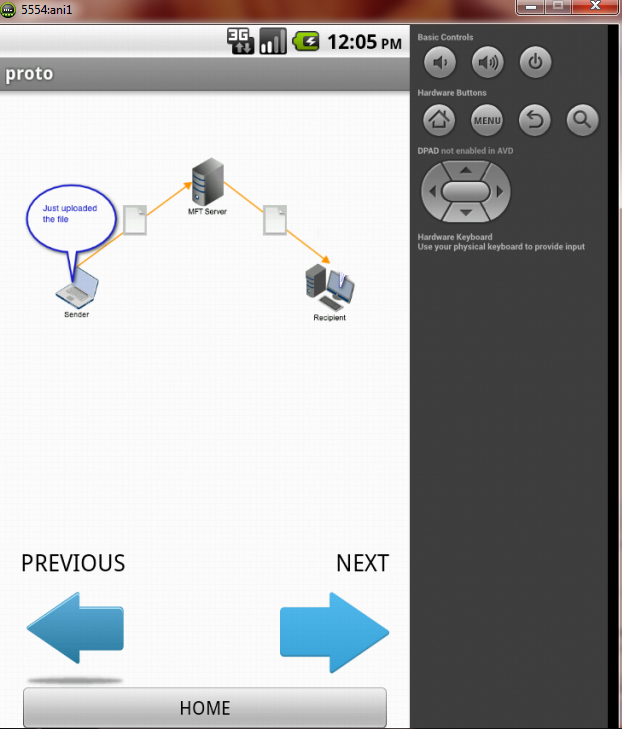 5554:ani1
3G
12:05 PM
proto
Just uploaded
the file
MFT Server
Sender
Recipient
PREVIOUS
NEXT
HOME
Basic Controls
Hardware Buttons
MENU
DPAD not enabled in AVD
Hardware Keyboard
Use your physical keyboard to provide input